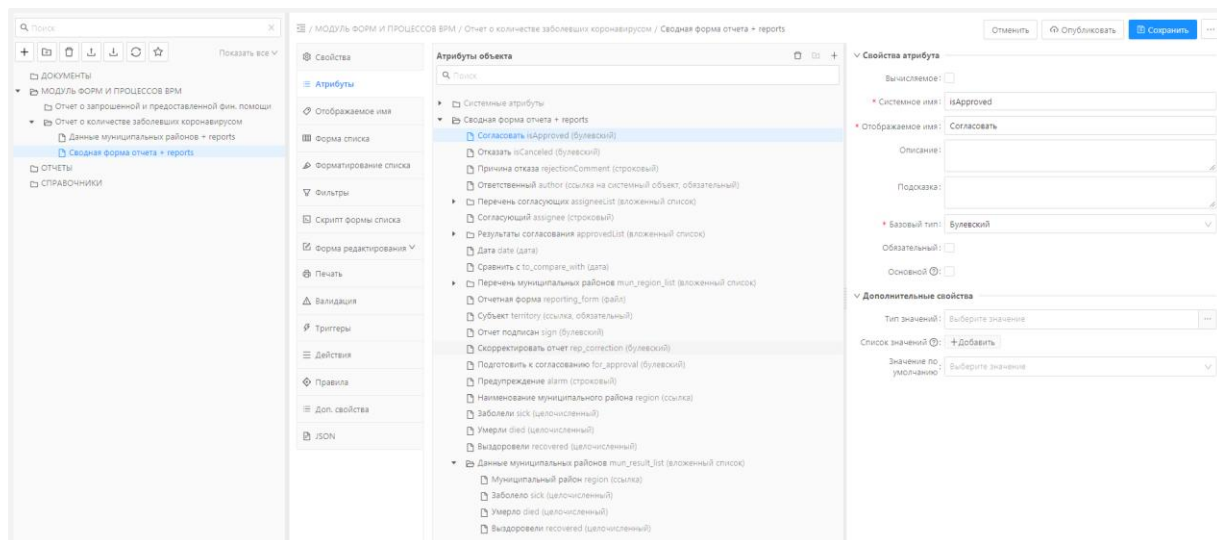 Поиск
Показать все
ДОКУМЕНТЫ
МОДУЛЬ ФОРМ И ПРОЦЕССОВ BPM
Отчет о запрошенной и предоставленной фин. помощи
Отчет о количестве заболевших коронавирусом
Данные муниципальных районов + reports
Сводная форма отчета + reports
ОТЧЕТЫ
СПРАВОЧНИКИ
/ МОДУЛЬ ФОРМ И ПРОЦЕССОВ BPM / Отчет о количестве заболевших коронавирусом / Сводная форма отчета + reports
Отменить
Опубликовать
Сохранить
Свойства
Атрибуты
Отображаемое имя
Форма списка
Форматирование списка
Фильтры
Скрипт формы списка
Форма редактирования
Печать
Валидация
Триггеры
Действия
Правила
Доп. свойства
JSON
Атрибуты объекта
Поиск
Системные атрибуты
Сводная форма отчета + reports
Согласовать isApproved (булевский)
Отказать isCanceled (булевский)
Причина отказа rejectionComment (строковый)
Ответственный author (ссылка на системный объект, обязательный)
Перечень согласующих assigneeList (вложенный список)
Согласующий assignee (строковый)
Результаты согласования approvedList (вложенный список)
Дата date (дата)
Сравнить с to_compare_with (дата)
Перечень муниципальных районов mun_region_list (вложенный список)
Отчетная форма reporting_form (файл)
Субъект territory (ссылка, обязательный)
Отчет подписан sign (булевский)
Скорректировать отчет rep_correction (булевский)
Подготовить к согласованию for_approval (булевский)
Предупреждение alarm (строковый)
Наименование муниципального района region (ссылка)
Заболели sick (целочисленный)
Умерли died (целочисленный)
Выздоровели recovered (целочисленный)
Данные муниципальных районов mun_result_list (вложенный список)
Муниципальный район region (ссылка)
Заболело sick (целочисленный)
Умерло died (целочисленный)
Выздоровели recovered (целочисленный)
Свойства атрибута
Вычисляемое:
* Системное имя: isApproved
* Отображаемое имя: Согласовать
Описание:
Подсказка:
* Базовый тип: Булевский
Обязательный:
Основной ?:
Дополнительные свойства
Тип значений: Выберите значение
Список значений ?: + Добавить
Значение по умолчанию: Выберите значение